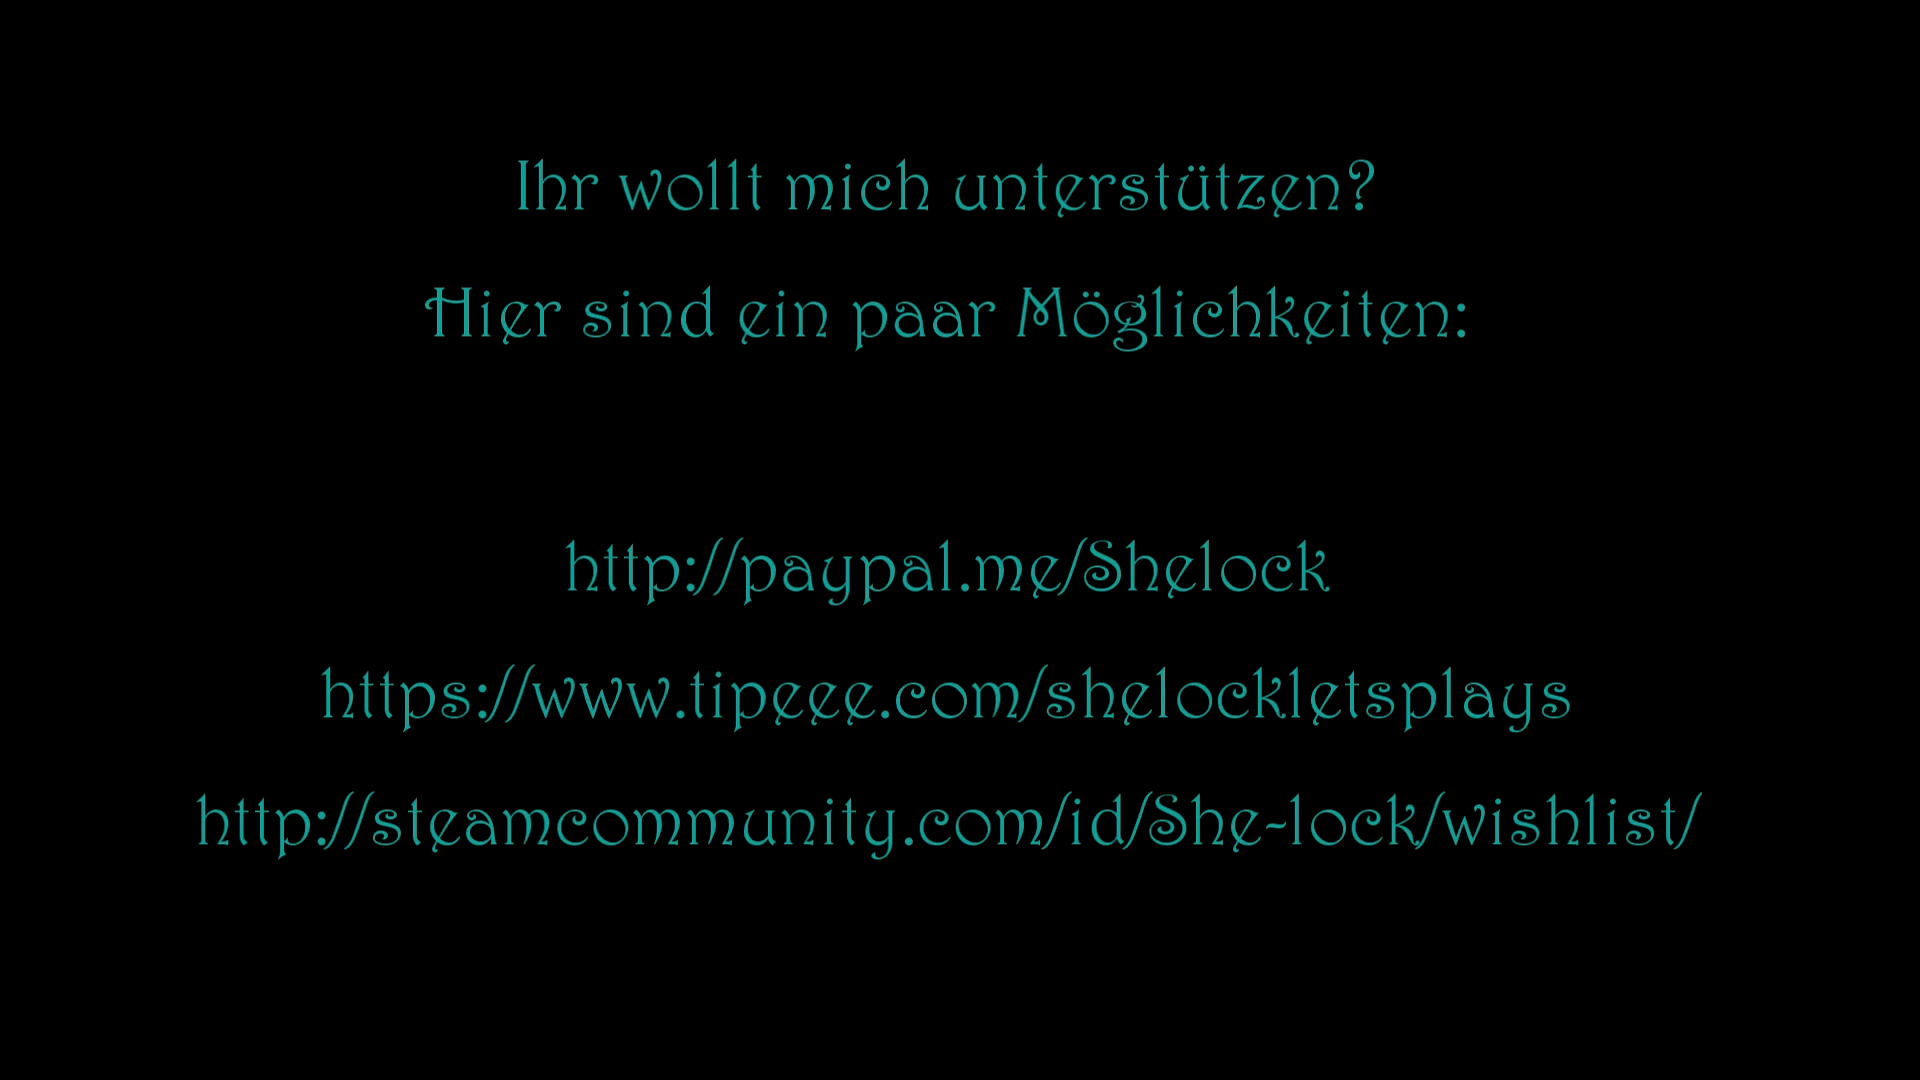 Ihr wollt mich unterstützen?
Hier sind ein paar Möglichkeiten:
http://paypal.me/Shelock
https://www.tipeee.com/shelockletsplays
http://steamcommunity.com/id/She-lock/wishlist/